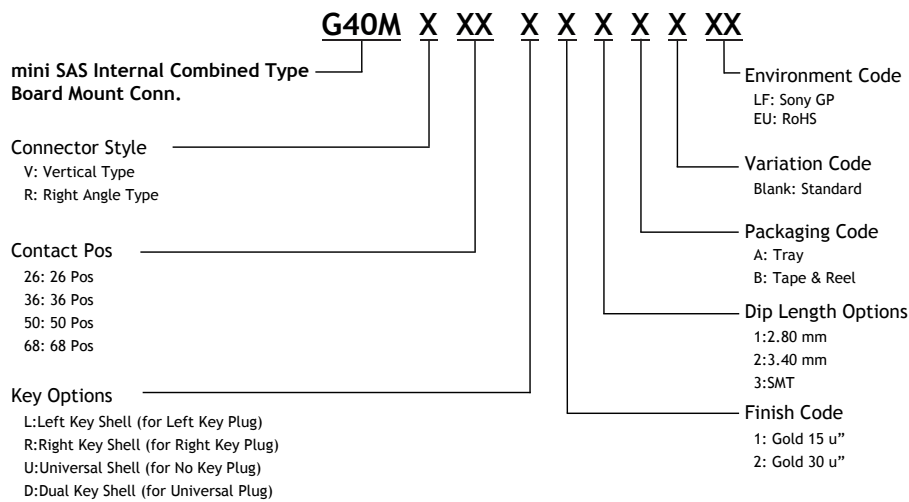 G40M X XX X X X X X XX
mini SAS Internal Combined Type
Board Mount Conn.
Connector Style
V: Vertical Type
R: Right Angle Type
Contact Pos
26: 26 Pos
36: 36 Pos
50: 50 Pos
68: 68 Pos
Key Options
L:Left Key Shell (for Left Key Plug)
R:Right Key Shell (for Right Key Plug)
U:Universal Shell (for No Key Plug)
D:Dual Key Shell (for Universal Plug)
Environment Code
LF: Sony GP
EU: RoHS
Variation Code
Blank: Standard
Packaging Code
A: Tray
B: Tape & Reel
Dip Length Options
1:2.80 mm
2:3.40 mm
3:SMT
Finish Code
1: Gold 15 u”
2: Gold 30 u”